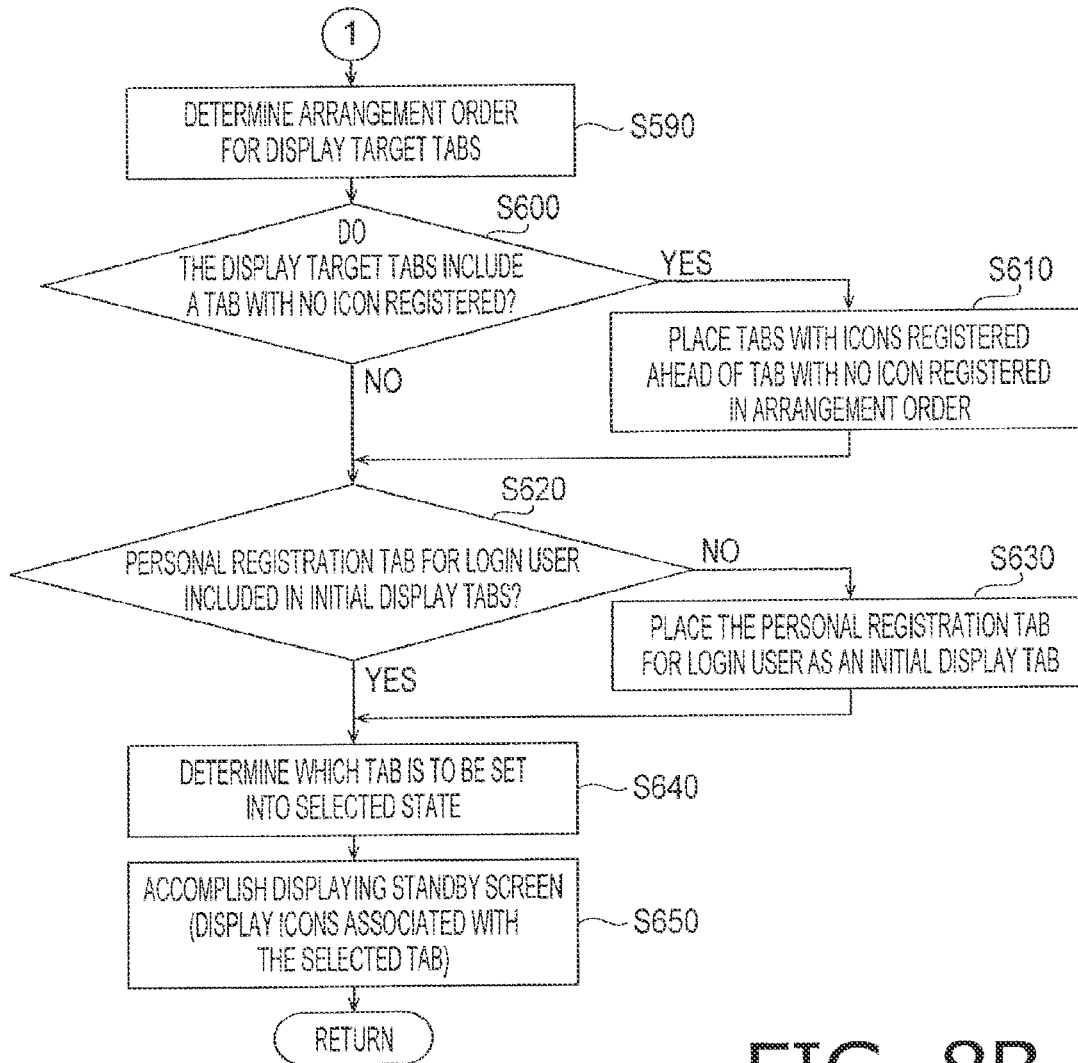 1
DETERMINE ARRANGEMENT ORDER
FOR DISPLAY TARGET TABS
S590
S600
DO
THE DISPLAY TARGET TABS INCLUDE
A TAB WITH NO ICON REGISTERED?
YES
S610
PLACE TABS WITH ICONS REGISTERED
AHEAD OF TAB WITH NO ICON REGISTERED
IN ARRANGEMENT ORDER
NO
S620
PERSONAL REGISTRATION TAB FOR LOGIN USER
INCLUDED IN INITIAL DISPLAY TABS?
NO
S630
PLACE THE PERSONAL REGISTRATION TAB
FOR LOGIN USER AS AN INITIAL DISPLAY TAB
YES
DETERMINE WHICH TAB IS TO BE SET
INTO SELECTED STATE
S640
ACCOMPLISH DISPLAYING STANDBY SCREEN
(DISPLAY ICONS ASSOCIATED WITH
THE SELECTED TAB)
S650
RETURN
FIG. 8B